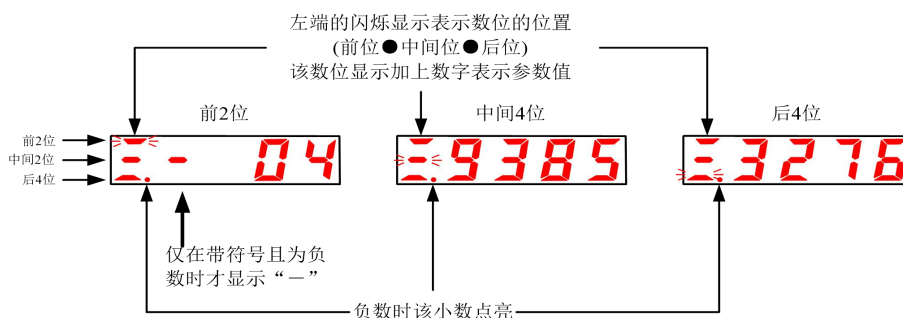 左端的闪烁显示表示数位的位置
(前位●中间位●后位)
该数位显示加上数字表示参数值
前2位
中间4位
后4位
前2位
中间2位
后4位
- 04
9385
3276
仅在带符号且为负
数时才显示“－”
负数时该小数点亮